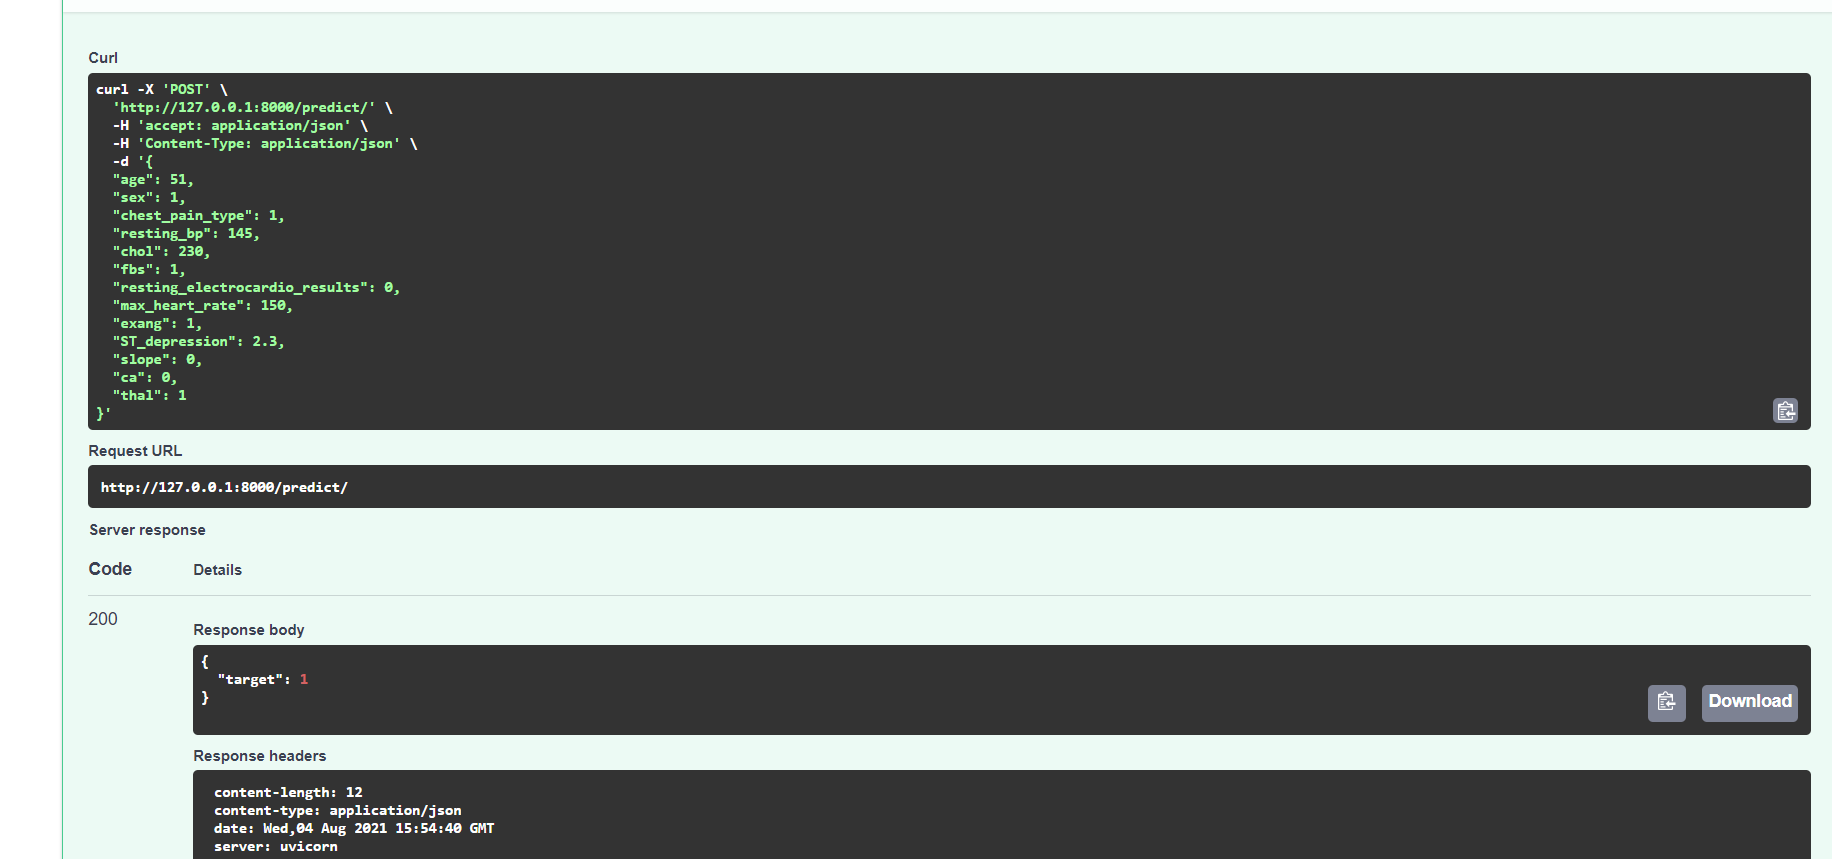 Curl
curl -X 'POST' \
  'http://127.0.0.1:8000/predict/' \
  -H 'accept: application/json' \
  -H 'Content-Type: application/json' \
  -d '{
  "age": 51,
  "sex": 1,
  "chest_pain_type": 1,
  "resting_bp": 145,
  "chol": 230,
  "fbs": 1,
  "resting_electrocardio_results": 0,
  "max_heart_rate": 150,
  "exang": 1,
  "ST_depression": 2.3,
  "slope": 0,
  "ca": 0,
  "thal": 1
}'
Request URL
http://127.0.0.1:8000/predict/
Server response
Code Details
200
Response body
{
  "target": 1
}
Download
Response headers
content-length: 12
content-type: application/json
date: Wed,04 Aug 2021 15:54:40 GMT
server: uvicorn